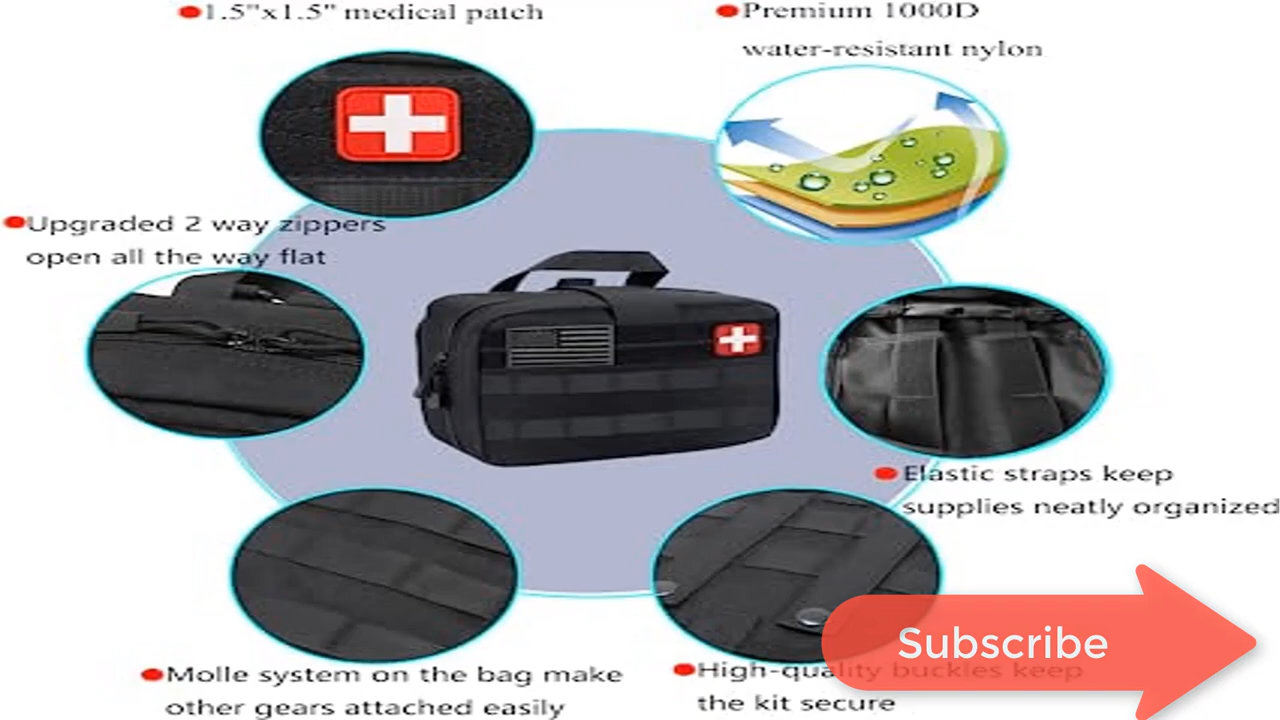 1.5"x1.5" medical patch
Premium 1000D
water-resistant nylon
Upgraded 2 way zippers
open all the way flat
Elastic straps keep
supplies neatly organized
Molle system on the bag make
other gears attached easily
High-quality buckles keep
the kit secure
Subscribe